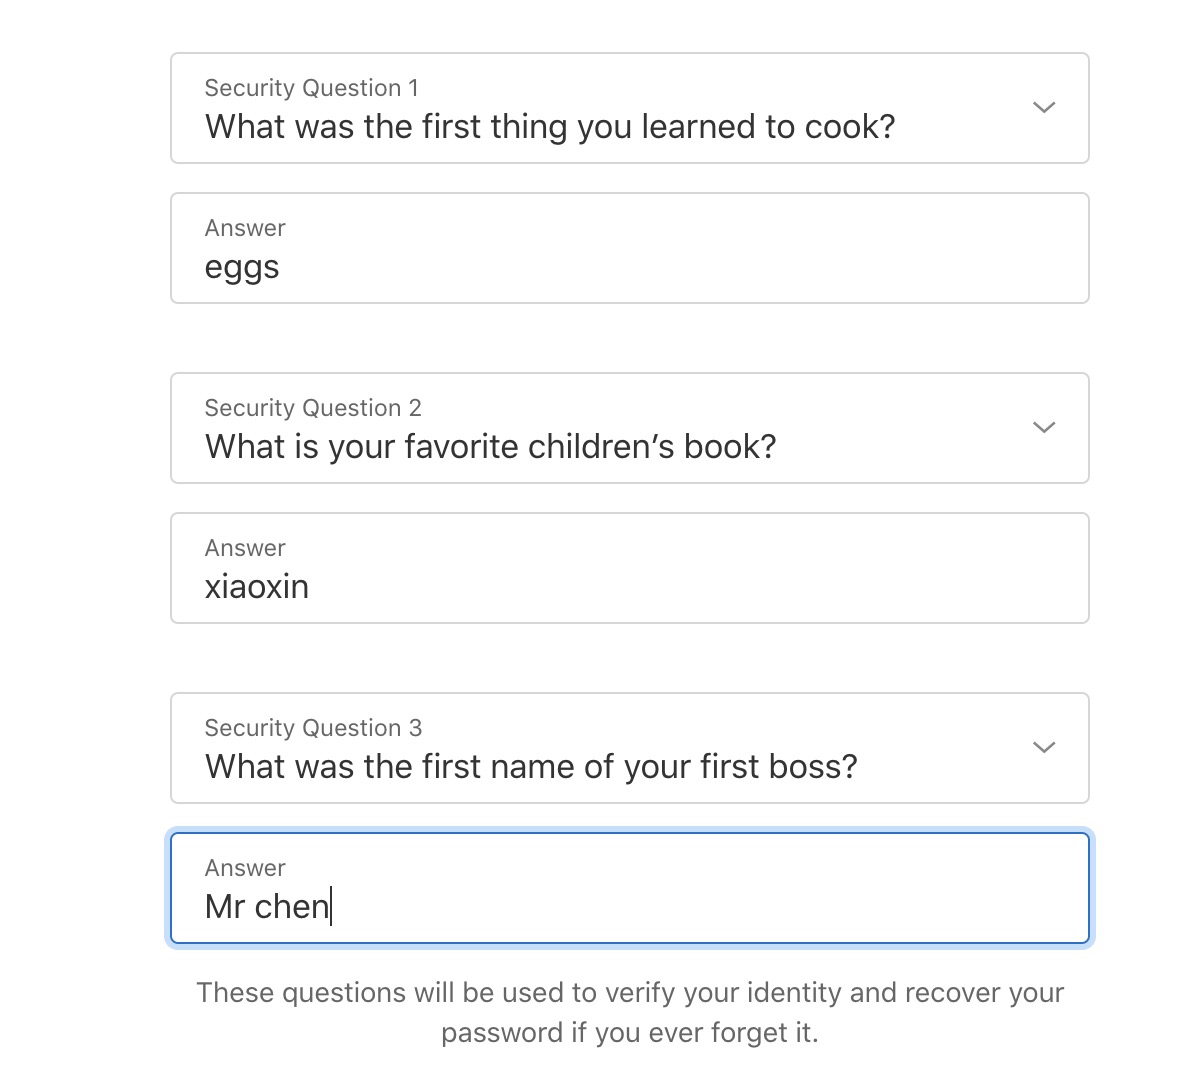 Security Question 1
What was the first thing you learned to cook?
Answer
eggs
Security Question 2
What is your favorite children’s book?
Answer
xiaoxin
Security Question 3
What was the first name of your first boss?
Answer
Mr chen
These questions will be used to verify your identity and recover your
password if you ever forget it.